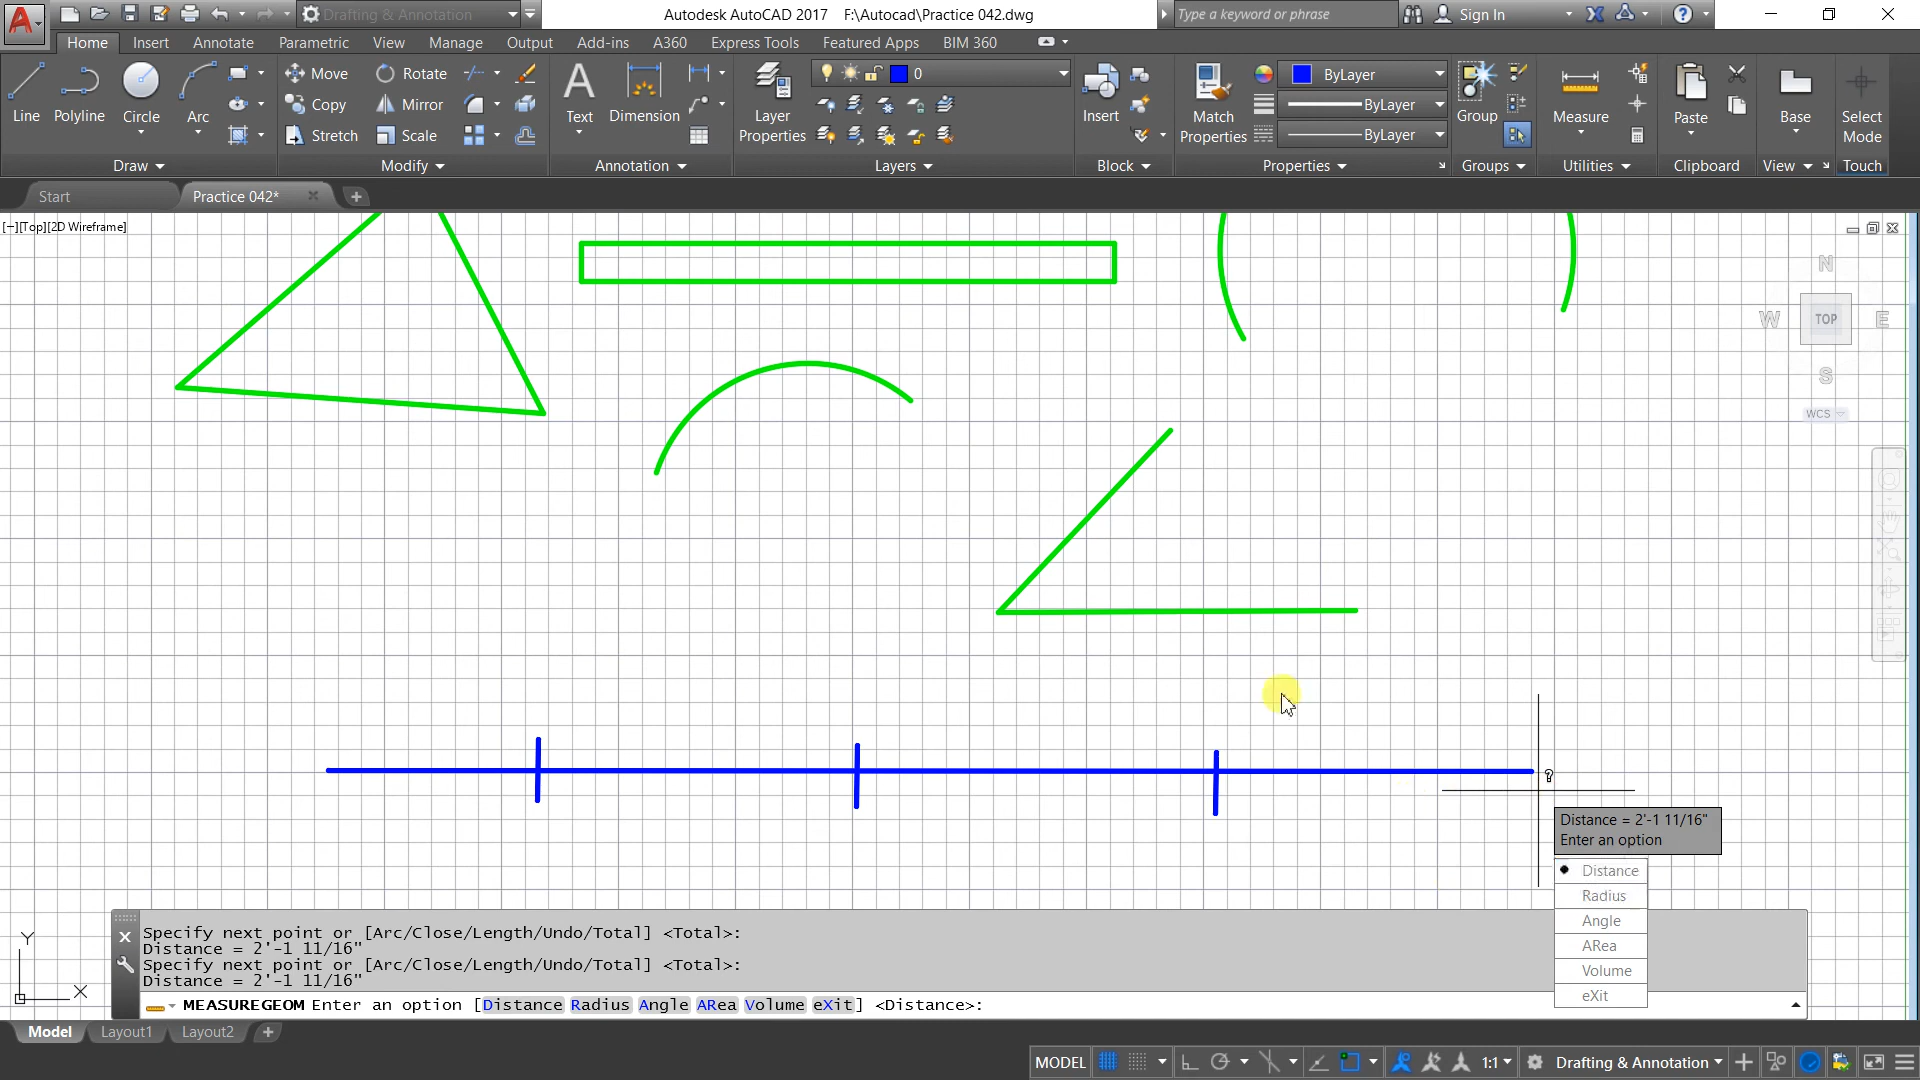 Drafting & Annotation
Autodesk AutoCAD 2017 F:\Autocad\Practice 042.dwg
Type a keyword or phrase
Sign In
Home Insert Annotate Parametric View Manage Output Add-ins A360 Express Tools Featured Apps BIM 360
Line Polyline Circle Arc
Move Rotate
Copy Mirror
Stretch Scale
Text Dimension
Layer Properties
0
Insert
Match Properties
ByLayer
ByLayer
ByLayer
Group Measure Paste Base Select Mode
Draw Modify Annotation Layers Block Properties Groups Utilities Clipboard View Touch
Start Practice 042*
[−][Top][2D Wireframe]
N
W TOP E
S
WCS
Distance = 2'-1 11/16"
Enter an option
Distance
Radius
Angle
ARea
Volume
eXit
Specify next point or [Arc/Close/Length/Undo/Total] <Total>:
Distance = 2'-1 11/16"
Specify next point or [Arc/Close/Length/Undo/Total] <Total>:
Distance = 2'-1 11/16"
MEASUREGEOM Enter an option [Distance Radius Angle ARea Volume eXit] <Distance>:
Y
X
Model Layout1 Layout2
MODEL 1:1 Drafting & Annotation